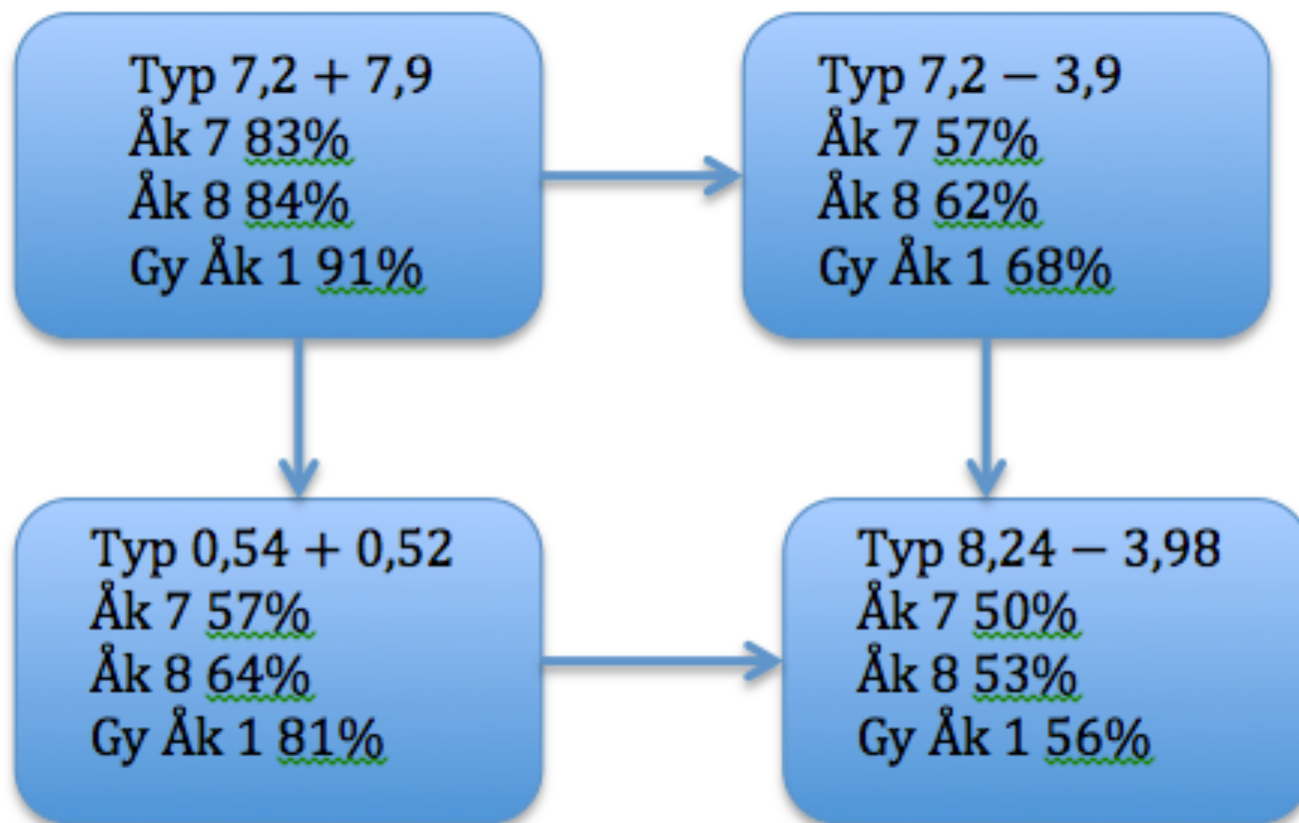 Typ 7,2 + 7,9
Åk 7 83%
Åk 8 84%
Gy Åk 1 91%
Typ 7,2 − 3,9
Åk 7 57%
Åk 8 62%
Gy Åk 1 68%
Typ 0,54 + 0,52
Åk 7 57%
Åk 8 64%
Gy Åk 1 81%
Typ 8,24 − 3,98
Åk 7 50%
Åk 8 53%
Gy Åk 1 56%